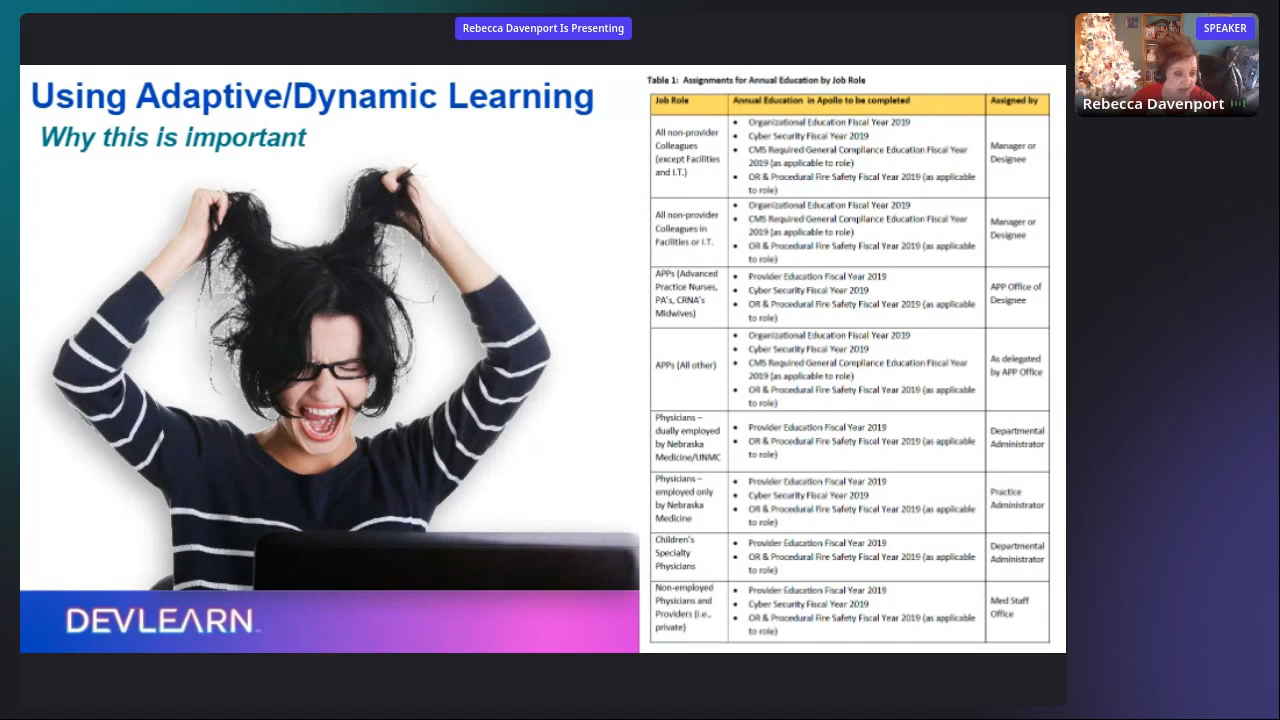 Rebecca Davenport Is Presenting
SPEAKER
Rebecca Davenport
Using Adaptive/Dynamic Learning
Why this is important
DEVLEARN
Table 1: Assignments for Annual Education by Job Role
Job Role
Annual Education in Apollo to be completed
Assigned by
All non-provider
Colleagues
(except Facilities
and I.T.)
• Organizational Education Fiscal Year 2019
• Cyber Security Fiscal Year 2019
• CMS Required General Compliance Education Fiscal Year
2019 (as applicable to role)
• OR & Procedural Fire Safety Fiscal Year 2019 (as applicable
to role)
Manager or
Designee
All non-provider
Colleagues in
Facilities or I.T.
• Organizational Education Fiscal Year 2019
• CMS Required General Compliance Education Fiscal Year
2019 (as applicable to role)
• OR & Procedural Fire Safety Fiscal Year 2019 (as applicable
to role)
Manager or
Designee
APPs (Advanced
Practice Nurses,
PA's, CRNA's
Midwives)
• Provider Education Fiscal Year 2019
• Cyber Security Fiscal Year 2019
• OR & Procedural Fire Safety Fiscal Year 2019 (as applicable
to role)
APP Office of
Designee
APPs (All other)
• Organizational Education Fiscal Year 2019
• Cyber Security Fiscal Year 2019
• CMS Required General Compliance Education Fiscal Year
2019 (as applicable to role)
• OR & Procedural Fire Safety Fiscal Year 2019 (as applicable
to role)
As delegated
by APP Office
Physicians –
dually employed
by Nebraska
Medicine/UNMC
• Provider Education Fiscal Year 2019
• OR & Procedural Fire Safety Fiscal Year 2019 (as applicable
to role)
Departmental
Administrator
Physicians –
employed only
by Nebraska
Medicine
• Provider Education Fiscal Year 2019
• Cyber Security Fiscal Year 2019
• OR & Procedural Fire Safety Fiscal Year 2019 (as applicable
to role)
Practice
Administrator
Children's
Specialty
Physicians
• Provider Education Fiscal Year 2019
• OR & Procedural Fire Safety Fiscal Year 2019 (as applicable
to role)
Departmental
Administrator
Non-employed
Physicians and
Providers (i.e.,
private)
• Provider Education Fiscal Year 2019
• Cyber Security Fiscal Year 2019
• OR & Procedural Fire Safety Fiscal Year 2019 (as applicable
to role)
Med Staff
Office